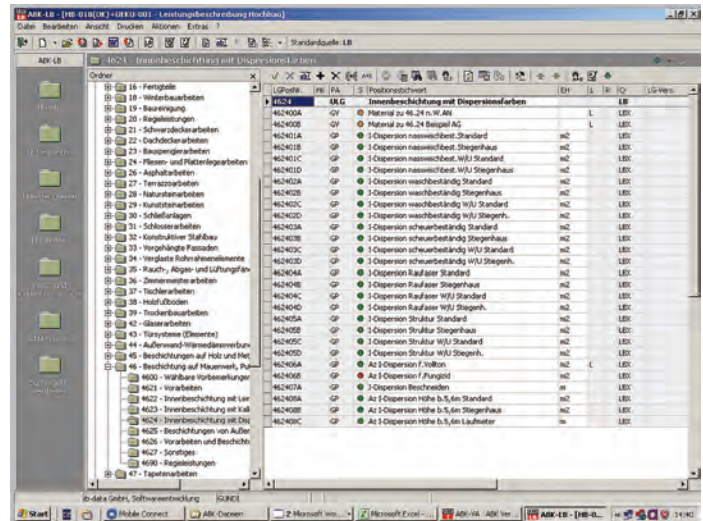 ABK-LB - [HB-018(OK)+UEKO-001 - Leistungsbeschreibung Hochbau]
Datei Bearbeiten Ansicht Drucken Aktionen Extras ?
Standardquelle: LB
ABK-LB
4624 - Innenbeschichtung mit Dispersionsfarben
Ordner
16 - Fertigteile
18 - Winterbauarbeiten
19 - Baureinigung
20 - Regieleistungen
21 - Schwarzdeckerarbeiten
22 - Dachdeckerarbeiten
23 - Bauspenglerarbeiten
24 - Fliesen- und Plattenlegearbeiten
26 - Asphaltarbeiten
27 - Terrazzoarbeiten
28 - Natursteinarbeiten
29 - Kunststeinarbeiten
30 - Schließanlagen
31 - Schlosserarbeiten
32 - Konstruktiver Stahlbau
33 - Vorgehängte Fassaden
34 - Verglaste Rohrrahmenelemente
35 - Rauch-, Abgas- und Lüftungsfän
36 - Zimmermeisterarbeiten
37 - Tischlerarbeiten
38 - Holzfußböden
39 - Trockenbauarbeiten
42 - Glaserarbeiten
43 - Türsysteme (Elemente)
44 - Außenwand-Wärmedämmverbun
45 - Beschichtungen auf Holz und Met
46 - Beschichtung auf Mauerwerk, Pu
4600 - Wählbare Vorbemerkunger
4621 - Vorarbeiten
4622 - Innenbeschichtung mit Leir
4623 - Innenbeschichtung mit Kall
4624 - Innenbeschichtung mit Disp
4625 - Beschichtungen von Außer
4626 - Vorarbeiten und Beschichtu
4627 - Sonstiges
4690 - Regieleistungen
47 - Tapetenarbeiten
LGPosNr. PA S Positionsstichwort EH L R Q LG-Vers.
4624 ULG Innenbeschichtung mit Dispersionsfarben LB
462400A GV Material zu 46.24 n.W.AN L LBX
462400B GV Material zu 46.24 Beispiel AG L LBX
462401A GP I-Dispersion nasswischbest.Standard m2 LBX
462401B GP I-Dispersion nasswischbest.Stiegenhaus m2 LBX
462401C GP I-Dispersion nasswischbest.W/U Standard m2 LBX
462401D GP I-Dispersion nasswischbest.W/U Stiegenhaus m2 LBX
462402A GP I-Dispersion waschbeständig Standard m2 LBX
462402B GP I-Dispersion waschbeständig Stiegenhaus m2 LBX
462402C GP I-Dispersion waschbeständig W/U Standard m2 LBX
462402D GP I-Dispersion waschbeständig W/U Stiegenh. m2 LBX
462403A GP I-Dispersion scheuerbeständig Standard m2 LBX
462403B GP I-Dispersion scheuerbeständig Stiegenhaus m2 LBX
462403C GP I-Dispersion scheuerbeständig W/U Standard m2 LBX
462403D GP I-Dispersion scheuerbeständig W/U Stiegenh. m2 LBX
462404A GP I-Dispersion Raufaser Standard m2 LBX
462404B GP I-Dispersion Raufaser Stiegenhaus m2 LBX
462404C GP I-Dispersion Raufaser W/U Standard m2 LBX
462404D GP I-Dispersion Raufaser W/U Stiegenh. m2 LBX
462405A GP I-Dispersion Struktur Standard m2 LBX
462405B GP I-Dispersion Struktur Stiegenhaus m2 LBX
462405C GP I-Dispersion Struktur W/U Standard m2 LBX
462405D GP I-Dispersion Struktur W/U Stiegenh. m2 LBX
462406A GP Az I-Dispersion f.Vollton m2 L LBX
462406B GP Az I-Dispersion f.Fungizid m2 LBX
462407A GP I-Dispersion Beschneiden m LBX
462408A GP Az I-Dispersion Höhe b.5,6m Standard m2 LBX
462408B GP Az I-Dispersion Höhe b.5,6m Stiegenhaus m2 LBX
462408C GP Az I-Dispersion Höhe b.5,6m Laufmeter m LBX
ib-data GmbH, Softwareentwicklung GUNDI
Start Mobile Connect ABK-Dateien 2 Microsoft Wor... Microsoft Excel-... ABK-VA - ABK Ver... ABK-LB - [HB-0... 14:40